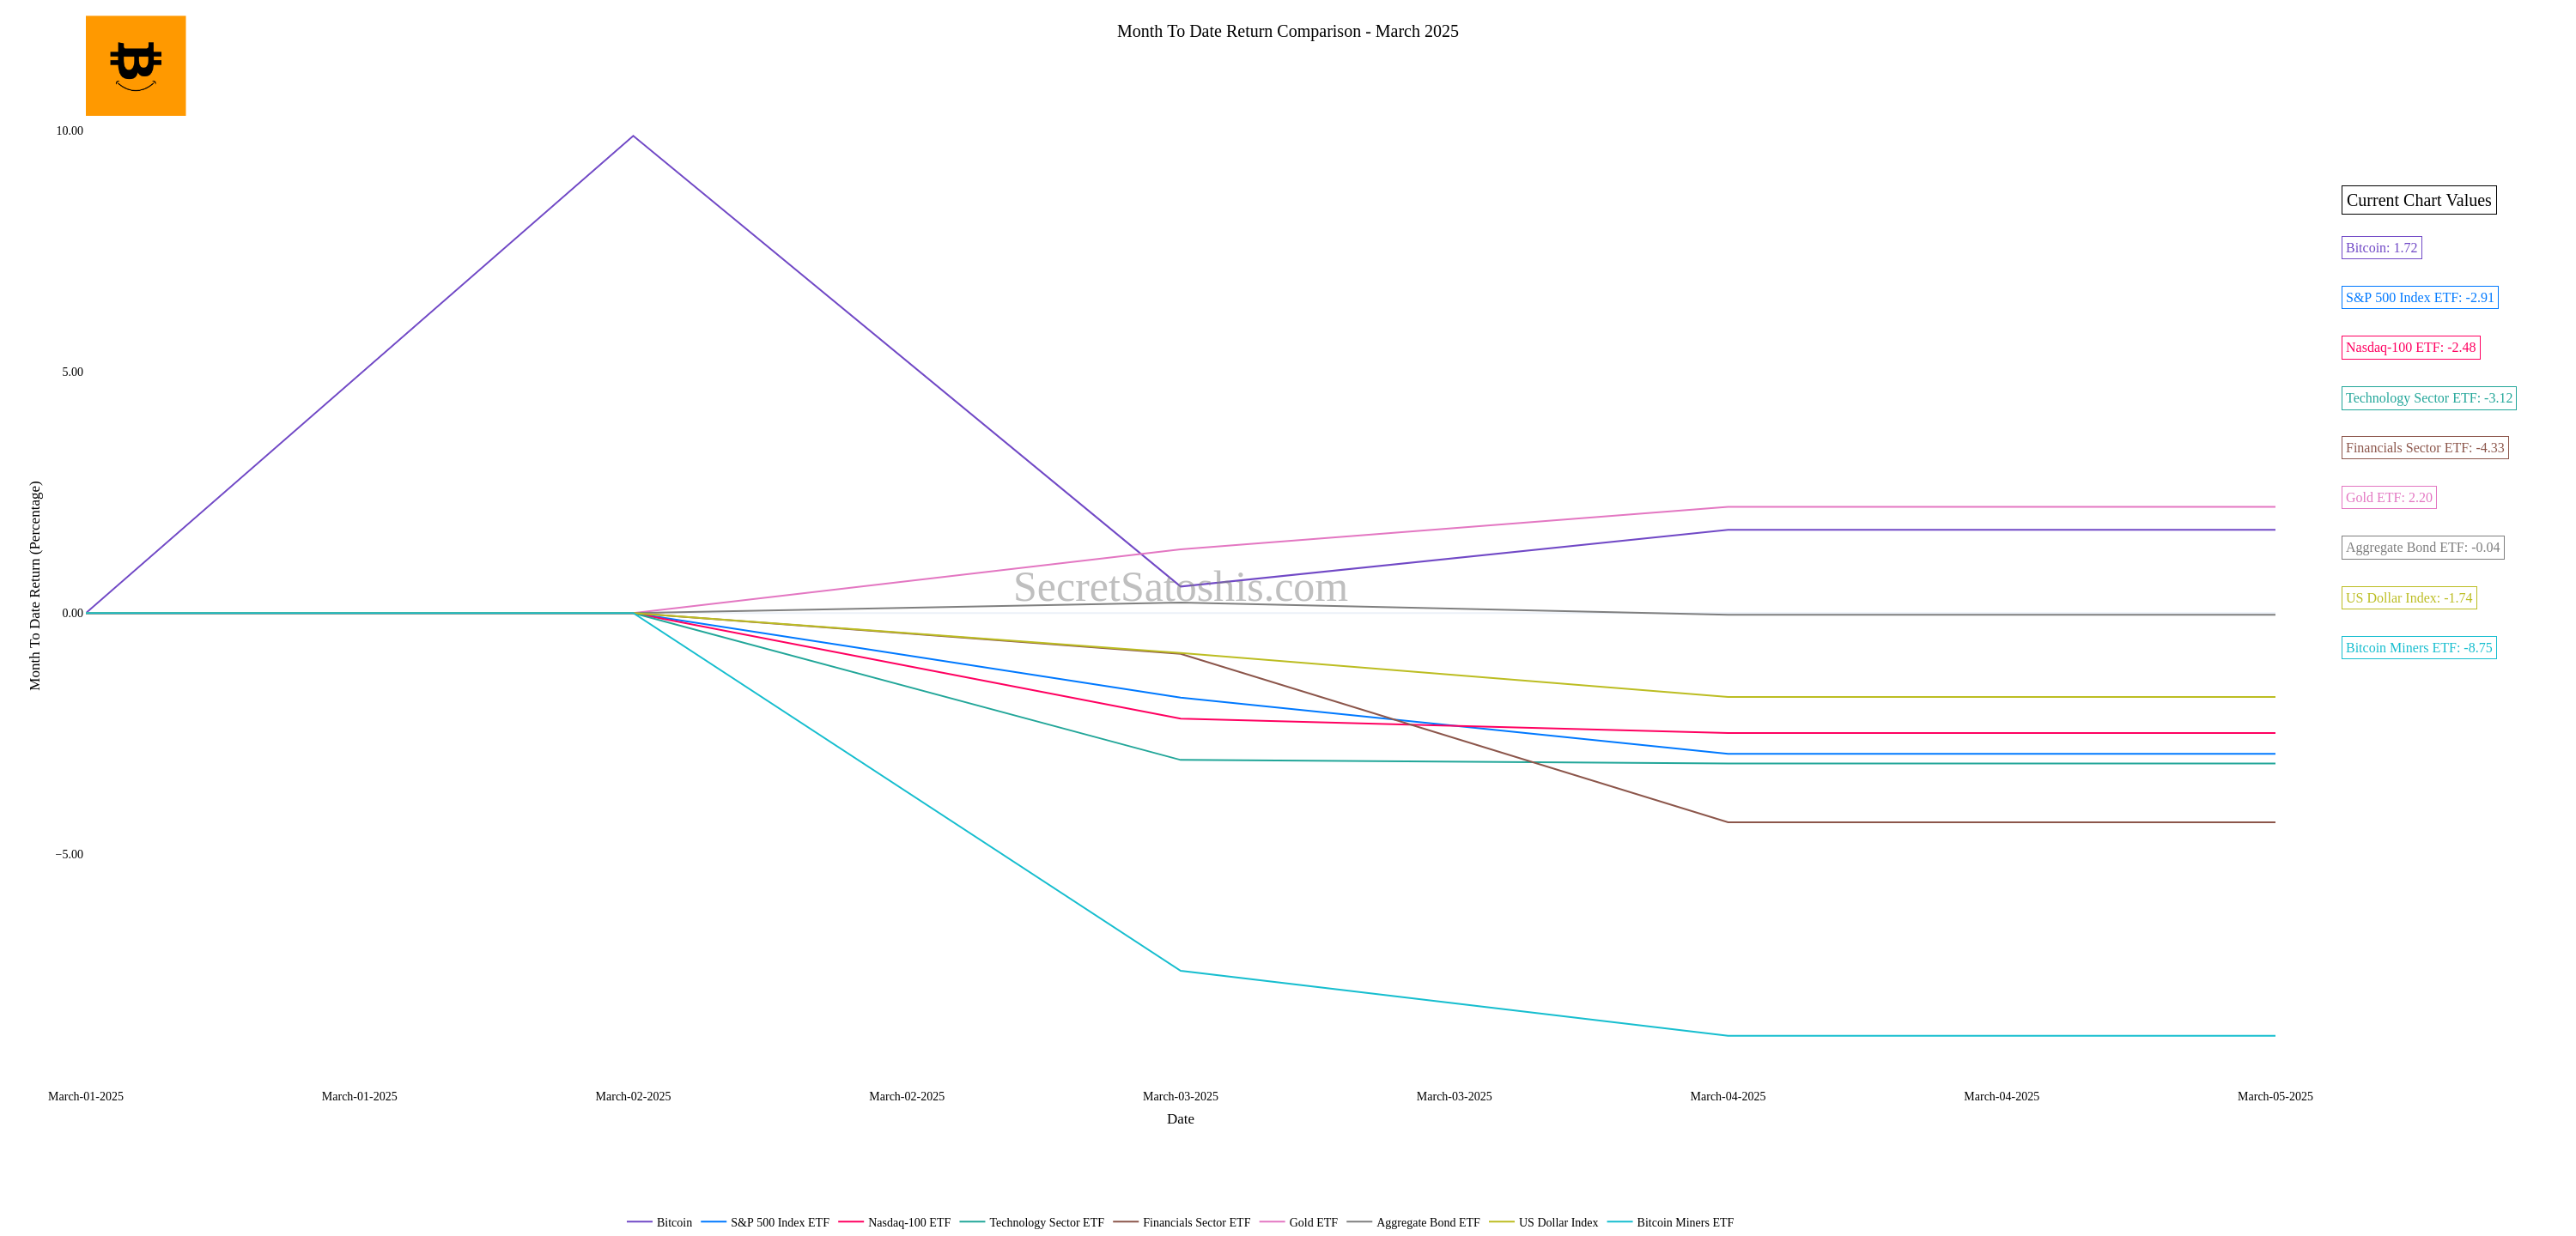 Month To Date Return Comparison - March 2025
10.00
5.00
0.00
−5.00
Month To Date Return (Percentage)
SecretSatoshis.com
Current Chart Values
Bitcoin: 1.72
S&P 500 Index ETF: -2.91
Nasdaq-100 ETF: -2.48
Technology Sector ETF: -3.12
Financials Sector ETF: -4.33
Gold ETF: 2.20
Aggregate Bond ETF: -0.04
US Dollar Index: -1.74
Bitcoin Miners ETF: -8.75
March-01-2025 March-01-2025 March-02-2025 March-02-2025 March-03-2025 March-03-2025 March-04-2025 March-04-2025 March-05-2025
Date
Bitcoin S&P 500 Index ETF Nasdaq-100 ETF Technology Sector ETF Financials Sector ETF Gold ETF Aggregate Bond ETF US Dollar Index Bitcoin Miners ETF